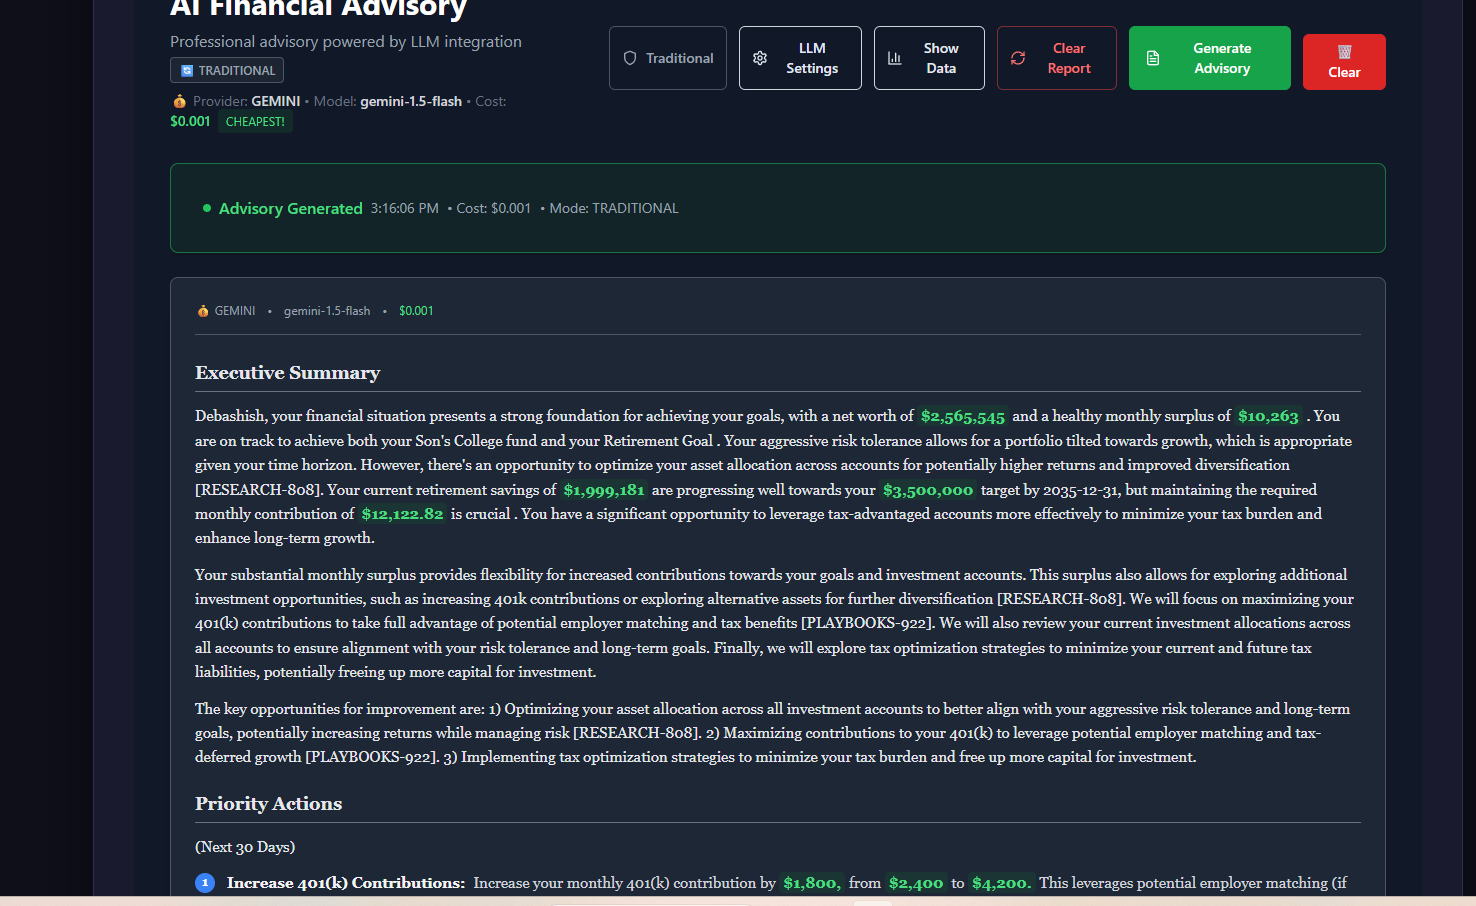 AI Financial Advisory
Professional advisory powered by LLM integration
TRADITIONAL
Provider: GEMINI • Model: gemini-1.5-flash • Cost:
$0.001 CHEAPEST!
Traditional
LLM
Settings
Show
Data
Clear
Report
Generate
Advisory
Clear
Advisory Generated 3:16:06 PM • Cost: $0.001 • Mode: TRADITIONAL
GEMINI • gemini-1.5-flash • $0.001
Executive Summary
Debashish, your financial situation presents a strong foundation for achieving your goals, with a net worth of $2,565,545 and a healthy monthly surplus of $10,263 . You
are on track to achieve both your Son's College fund and your Retirement Goal . Your aggressive risk tolerance allows for a portfolio tilted towards growth, which is appropriate
given your time horizon. However, there's an opportunity to optimize your asset allocation across accounts for potentially higher returns and improved diversification
[RESEARCH-808]. Your current retirement savings of $1,999,181 are progressing well towards your $3,500,000 target by 2035-12-31, but maintaining the required
monthly contribution of $12,122.82 is crucial . You have a significant opportunity to leverage tax-advantaged accounts more effectively to minimize your tax burden and
enhance long-term growth.
Your substantial monthly surplus provides flexibility for increased contributions towards your goals and investment accounts. This surplus also allows for exploring additional
investment opportunities, such as increasing 401k contributions or exploring alternative assets for further diversification [RESEARCH-808]. We will focus on maximizing your
401(k) contributions to take full advantage of potential employer matching and tax benefits [PLAYBOOKS-922]. We will also review your current investment allocations across
all accounts to ensure alignment with your risk tolerance and long-term goals. Finally, we will explore tax optimization strategies to minimize your current and future tax
liabilities, potentially freeing up more capital for investment.
The key opportunities for improvement are: 1) Optimizing your asset allocation across all investment accounts to better align with your aggressive risk tolerance and long-term
goals, potentially increasing returns while managing risk [RESEARCH-808]. 2) Maximizing contributions to your 401(k) to leverage potential employer matching and tax-
deferred growth [PLAYBOOKS-922]. 3) Implementing tax optimization strategies to minimize your tax burden and free up more capital for investment.
Priority Actions
(Next 30 Days)
1 Increase 401(k) Contributions: Increase your monthly 401(k) contribution by $1,800, from $2,400 to $4,200. This leverages potential employer matching (if